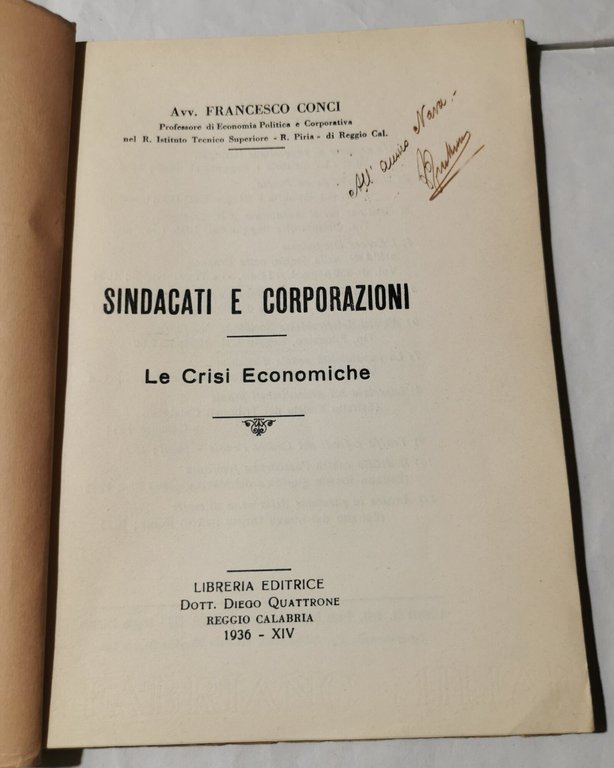 Avv. FRANCESCO CONCI
Professore di Economia Politica e Corporativa
nel R. Istituto Tecnico Superiore - R. Piria - di Reggio Cal.
All' amico Nava -
SINDACATI E CORPORAZIONI
Le Crisi Economiche
LIBRERIA EDITRICE
DOTT. DIEGO QUATTRONE
REGGIO CALABRIA
1936 - XIV